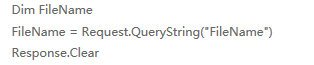 Dim FileName
FileName = Request.QueryString("FileName")
Response.Clear